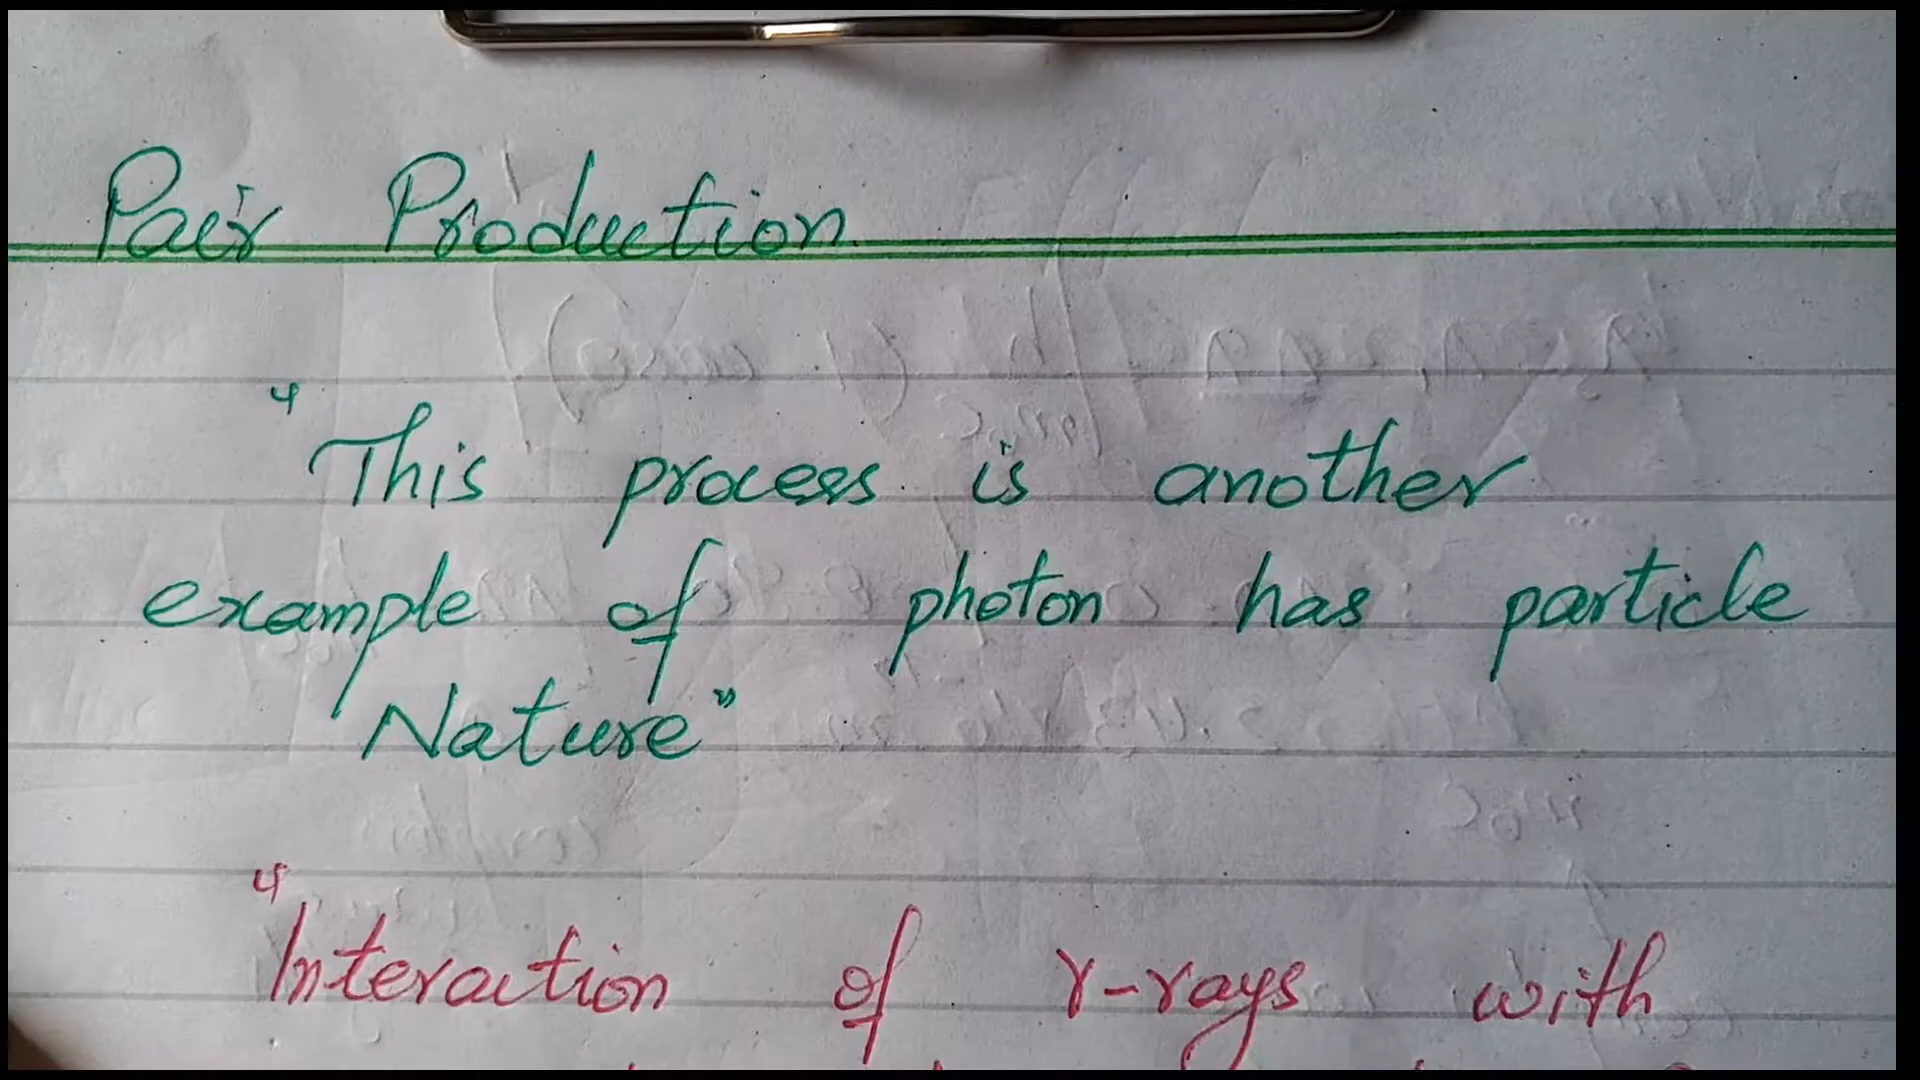 Pair Production
"This process is another
example of photon has particle
Nature"
"Interaction of γ-rays with